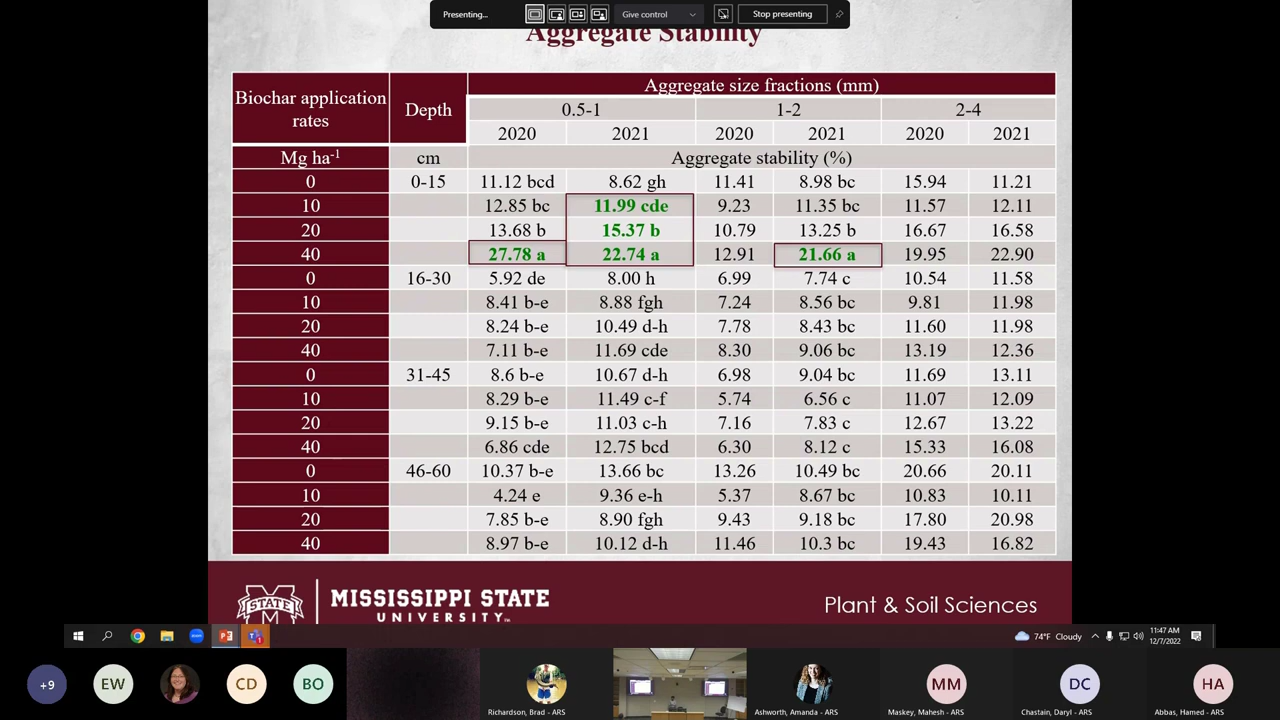 Presenting...
Give control
Stop presenting
Aggregate Stability
Biochar application rates Depth Aggregate size fractions (mm)
0.5-1 1-2 2-4
2020 2021 2020 2021 2020 2021
Mg ha-1 cm Aggregate stability (%)
0 0-15 11.12 bcd 8.62 gh 11.41 8.98 bc 15.94 11.21
10 12.85 bc 11.99 cde 9.23 11.35 bc 11.57 12.11
20 13.68 b 15.37 b 10.79 13.25 b 16.67 16.58
40 27.78 a 22.74 a 12.91 21.66 a 19.95 22.90
0 16-30 5.92 de 8.00 h 6.99 7.74 c 10.54 11.58
10 8.41 b-e 8.88 fgh 7.24 8.56 bc 9.81 11.98
20 8.24 b-e 10.49 d-h 7.78 8.43 bc 11.60 11.98
40 7.11 b-e 11.69 cde 8.30 9.06 bc 13.19 12.36
0 31-45 8.6 b-e 10.67 d-h 6.98 9.04 bc 11.69 13.11
10 8.29 b-e 11.49 c-f 5.74 6.56 c 11.07 12.09
20 9.15 b-e 11.03 c-h 7.16 7.83 c 12.67 13.22
40 6.86 cde 12.75 bcd 6.30 8.12 c 15.33 16.08
0 46-60 10.37 b-e 13.66 bc 13.26 10.49 bc 20.66 20.11
10 4.24 e 9.36 e-h 5.37 8.67 bc 10.83 10.11
20 7.85 b-e 8.90 fgh 9.43 9.18 bc 17.80 20.98
40 8.97 b-e 10.12 d-h 11.46 10.3 bc 19.43 16.82
STATE
M
MISSISSIPPI STATE
UNIVERSITY™
Plant & Soil Sciences
74°F Cloudy
11:47 AM
12/7/2022
+9
EW
CD
BO
MM
DC
HA
Richardson, Brad - ARS
Ashworth, Amanda - ARS
Maskey, Mahesh - ARS
Chastain, Daryl - ARS
Abbas, Hamed - ARS